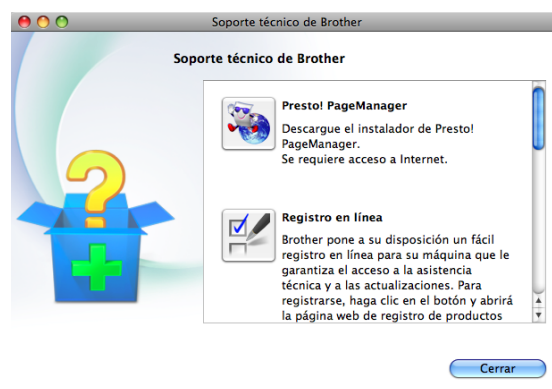 Soporte técnico de Brother
Soporte técnico de Brother
Presto! PageManager
Descargue el instalador de Presto!
PageManager.
Se requiere acceso a Internet.
Registro en línea
Brother pone a su disposición un fácil
registro en línea para su máquina que le
garantiza el acceso a la asistencia
técnica y a las actualizaciones. Para
registrarse, haga clic en el botón y abrirá
la página web de registro de productos
Cerrar